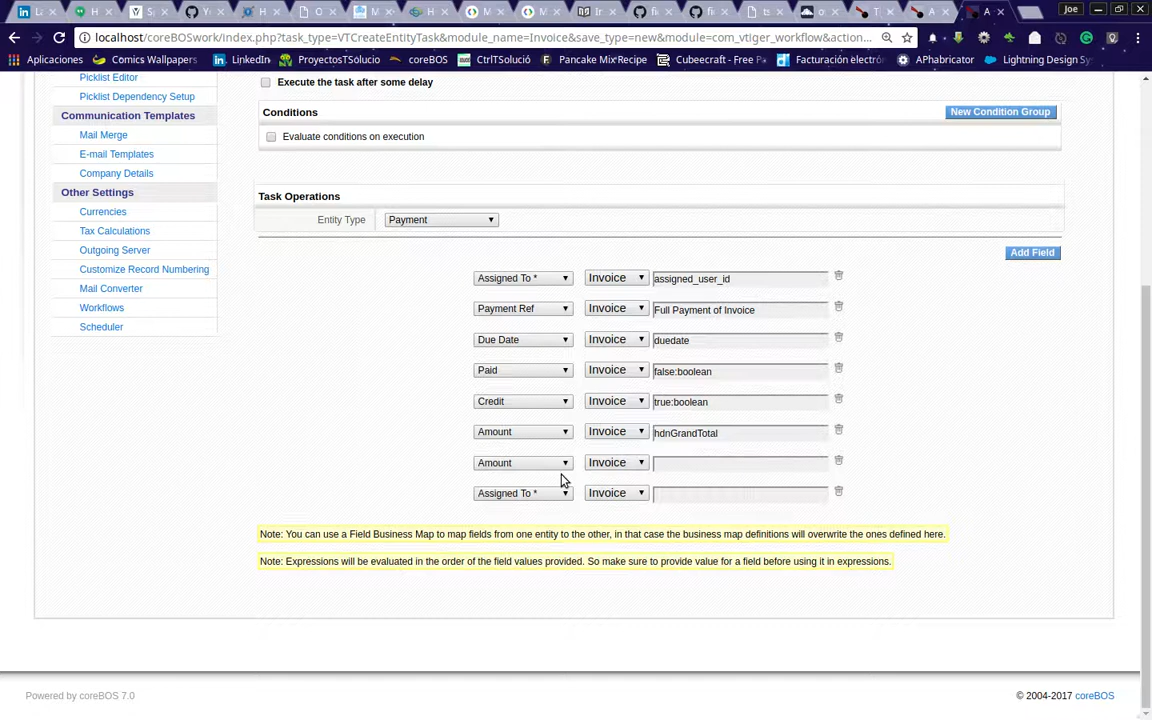 Joe
localhost/coreBOSwork/index.php?task_type=VTCreateEntityTask&module_name=Invoice&save_type=new&module=com_vtiger_workflow&action...
Aplicaciones
Comics Wallpapers
LinkedIn
ProyectosTSolucio
coreBOS
CtrlTSolució
Pancake MixRecipe
Cubeecraft - Free Pa
Facturación electrón
APhabricator
Lightning Design Sy
Picklist Editor
Picklist Dependency Setup
Communication Templates
Mail Merge
E-mail Templates
Company Details
Other Settings
Currencies
Tax Calculations
Outgoing Server
Customize Record Numbering
Mail Converter
Workflows
Scheduler
Execute the task after some delay
Conditions
New Condition Group
Evaluate conditions on execution
Task Operations
Entity Type Payment
Add Field
Assigned To * Invoice assigned_user_id
Payment Ref Invoice Full Payment of Invoice
Due Date Invoice duedate
Paid Invoice false:boolean
Credit Invoice true:boolean
Amount Invoice hdnGrandTotal
Amount Invoice
Assigned To * Invoice
Note: You can use a Field Business Map to map fields from one entity to the other, in that case the business map definitions will overwrite the ones defined here.
Note: Expressions will be evaluated in the order of the field values provided. So make sure to provide value for a field before using it in expressions.
Powered by coreBOS 7.0
© 2004-2017 coreBOS